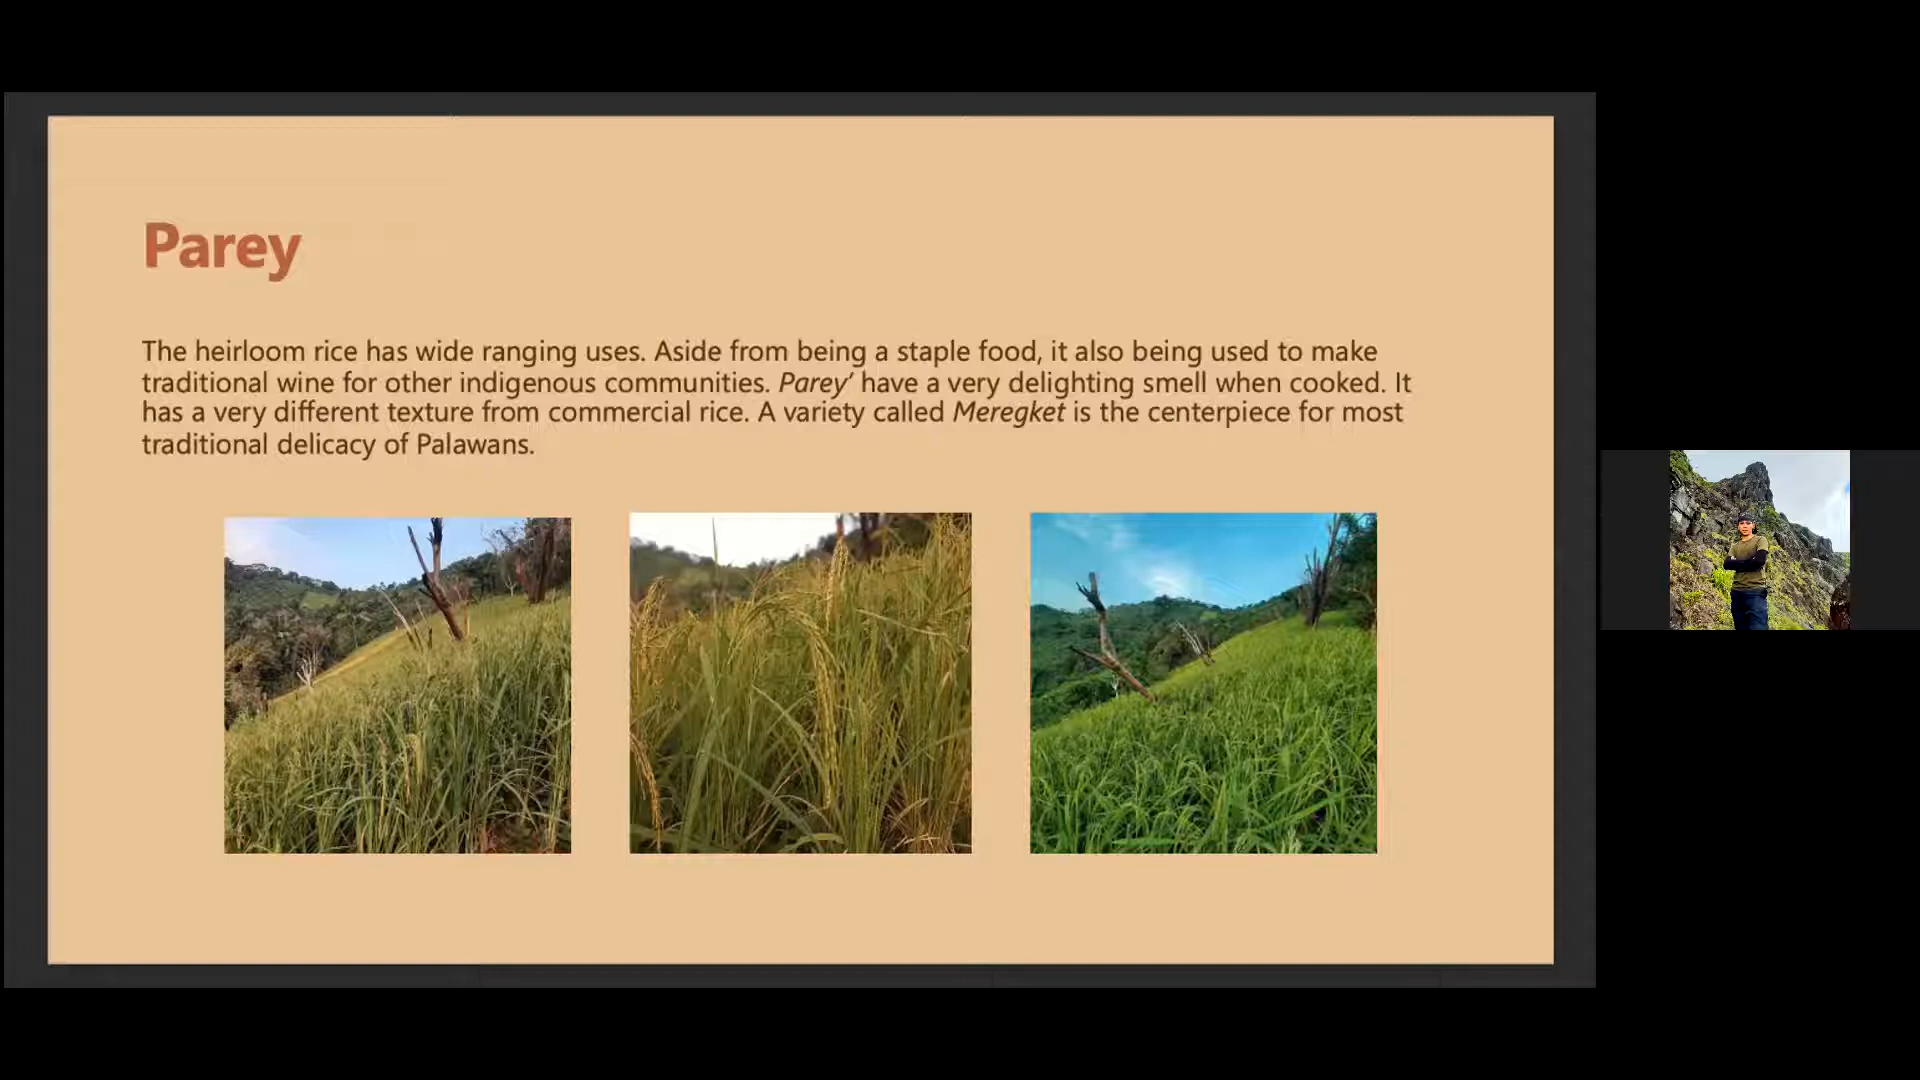 Parey
The heirloom rice has wide ranging uses. Aside from being a staple food, it also being used to make
traditional wine for other indigenous communities. Parey’ have a very delighting smell when cooked. It
has a very different texture from commercial rice. A variety called Meregket is the centerpiece for most
traditional delicacy of Palawans.